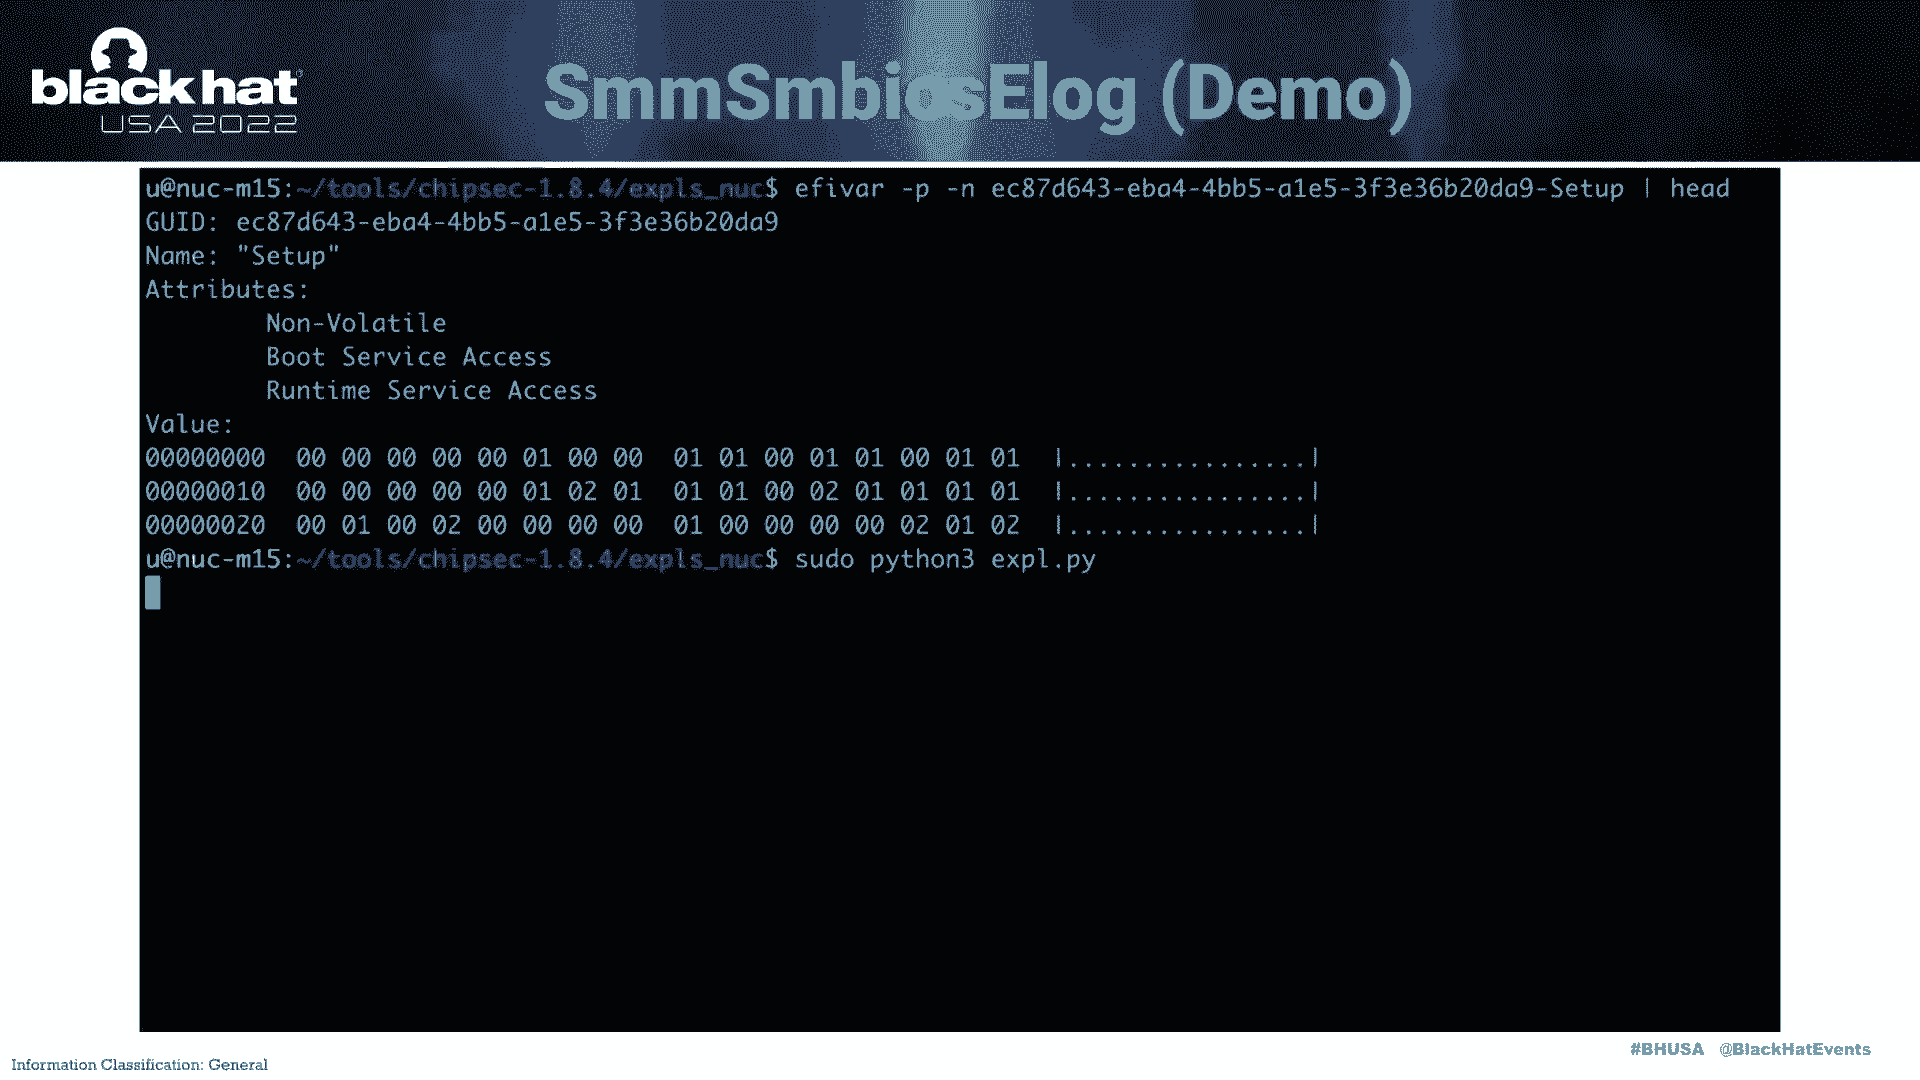 black hat®
USA 2022
SmmSmbiosElog (Demo)
u@nuc-m15:~/tools/chipsec-1.8.4/expls_nuc$ efivar -p -n ec87d643-eba4-4bb5-a1e5-3f3e36b20da9-Setup | head
GUID: ec87d643-eba4-4bb5-a1e5-3f3e36b20da9
Name: "Setup"
Attributes:
Non-Volatile
Boot Service Access
Runtime Service Access
Value:
00000000  00 00 00 00 00 01 00 00  01 01 00 01 01 00 01 01  |................|
00000010  00 00 00 00 00 01 02 01  01 01 00 02 01 01 01 01  |................|
00000020  00 01 00 02 00 00 00 00  01 00 00 00 00 02 01 02  |................|
u@nuc-m15:~/tools/chipsec-1.8.4/expls_nuc$ sudo python3 expl.py
#BHUSA @BlackHatEvents
Information Classification: General